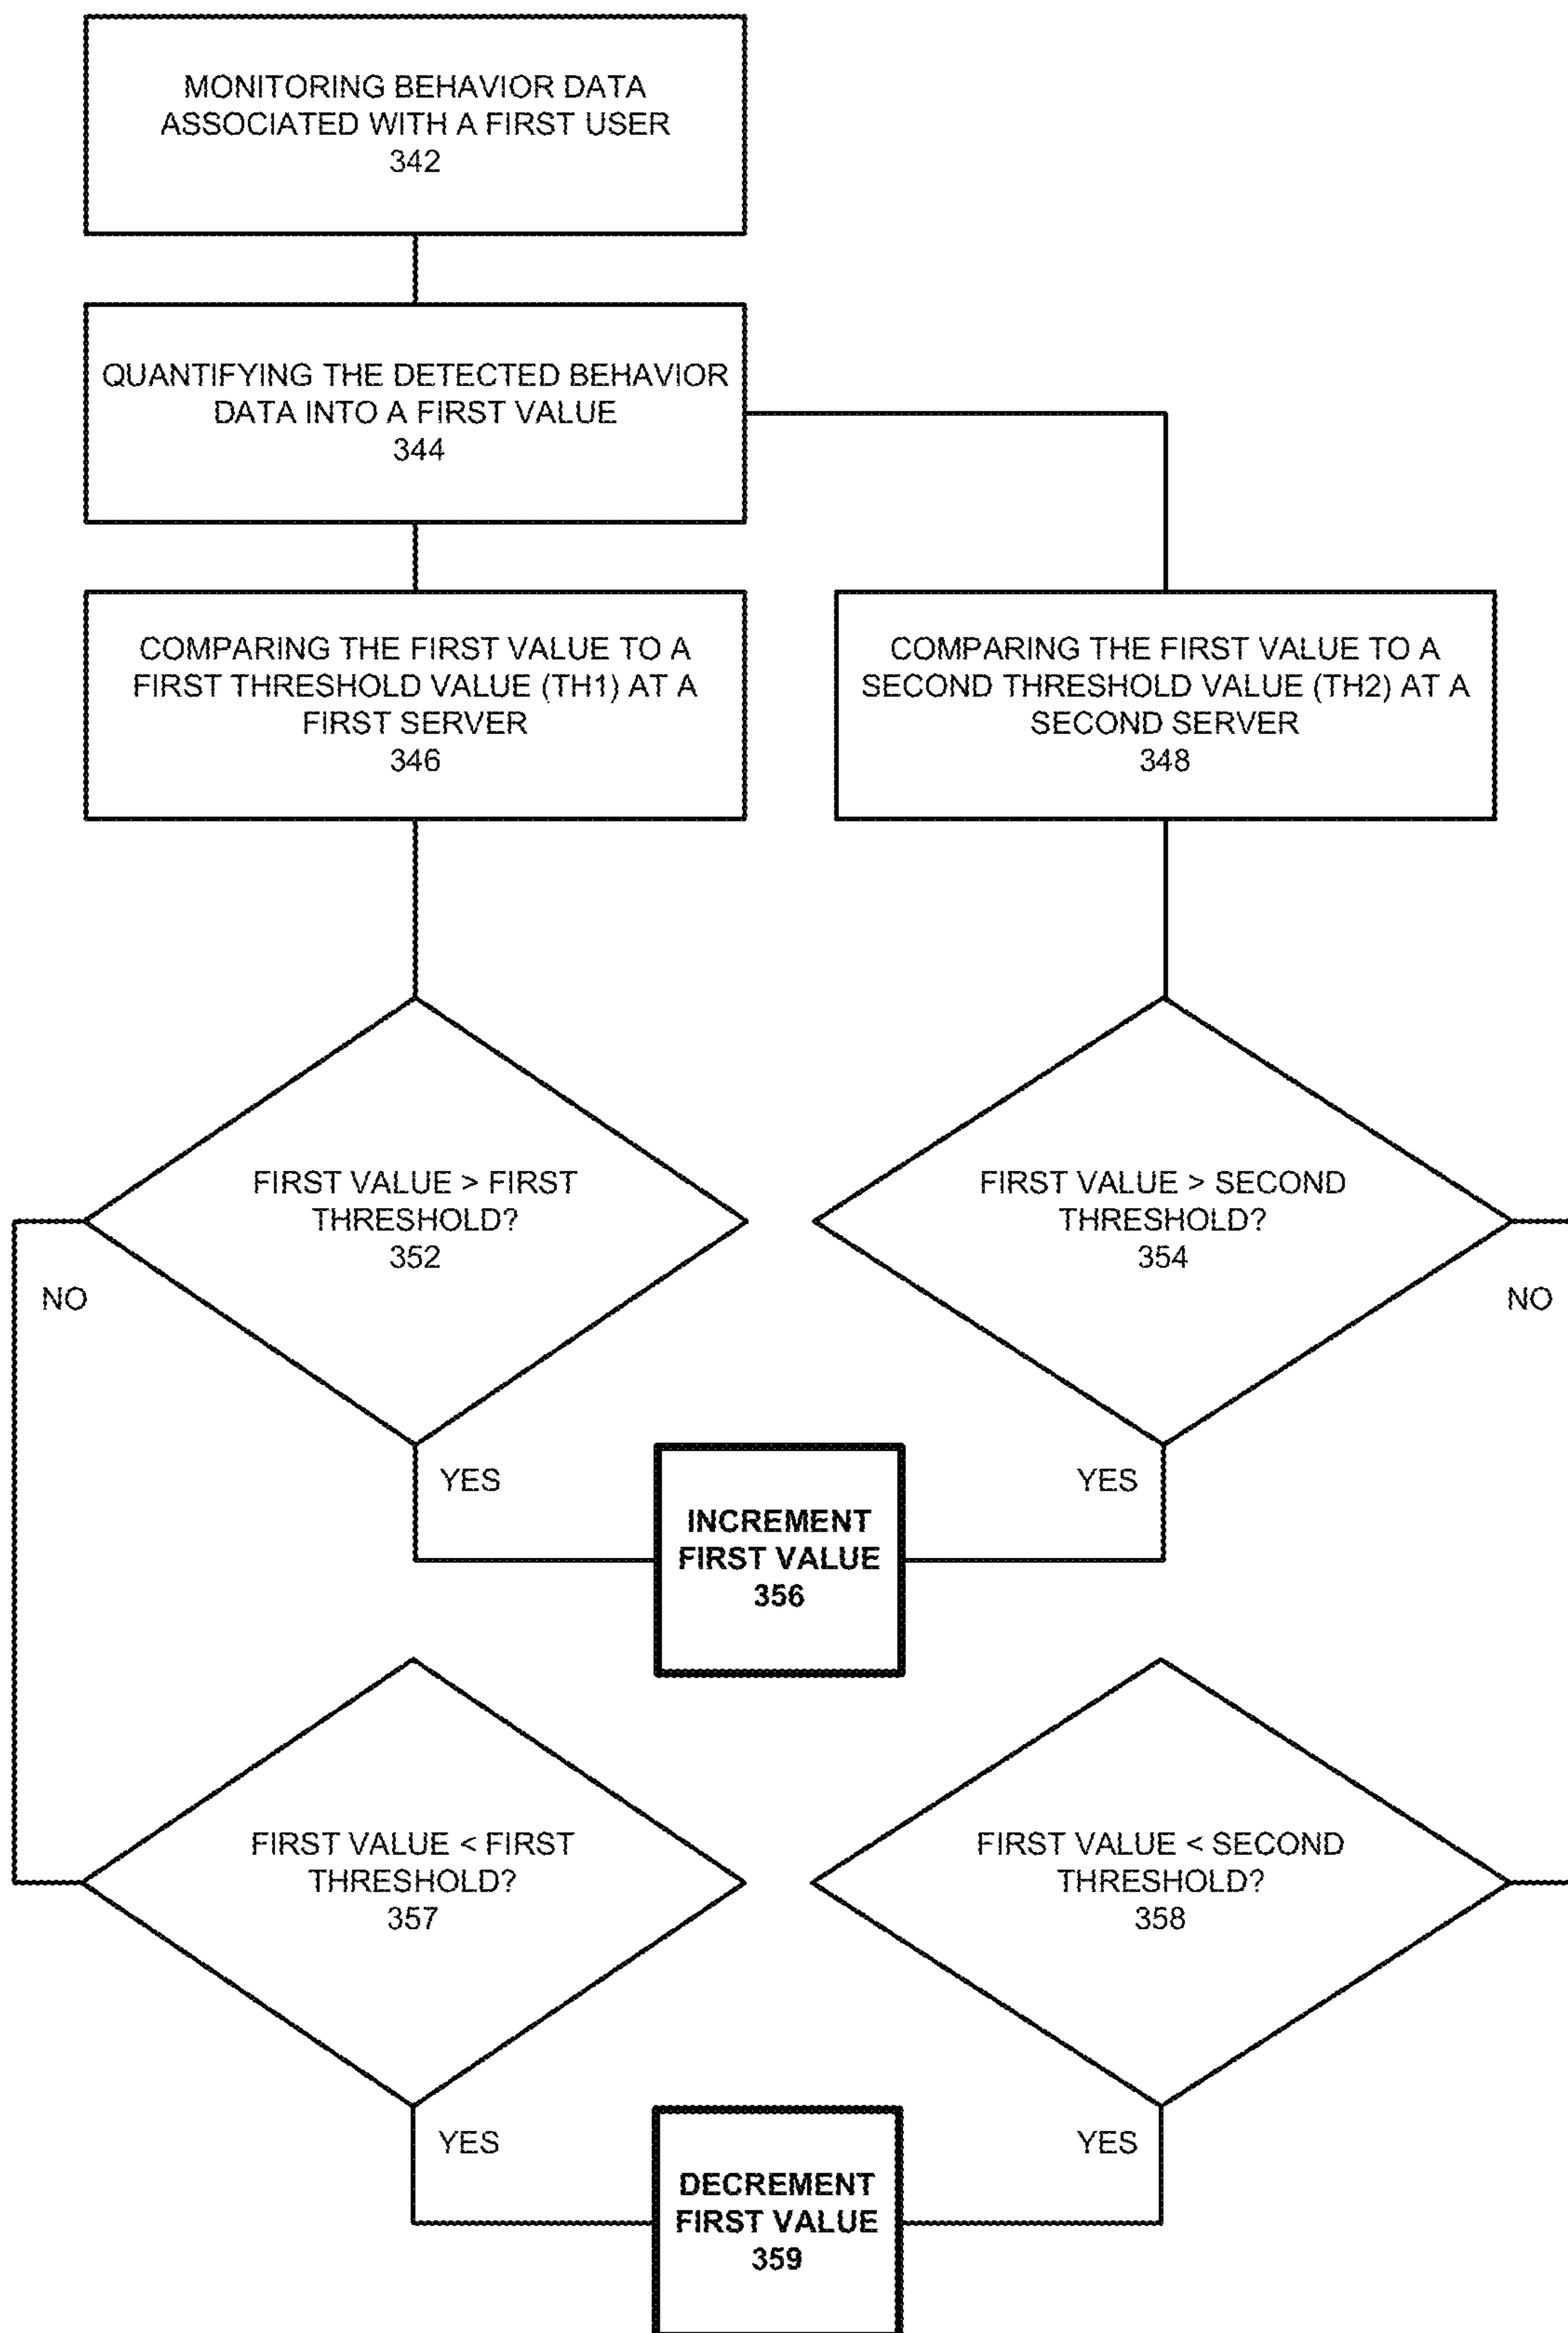 MONITORING BEHAVIOR DATA
ASSOCIATED WITH A FIRST USER
342
QUANTIFYING THE DETECTED BEHAVIOR
DATA INTO A FIRST VALUE
344
COMPARING THE FIRST VALUE TO A
FIRST THRESHOLD VALUE (TH1) AT A
FIRST SERVER
346
COMPARING THE FIRST VALUE TO A
SECOND THRESHOLD VALUE (TH2) AT A
SECOND SERVER
348
FIRST VALUE > FIRST
THRESHOLD?
352
FIRST VALUE > SECOND
THRESHOLD?
354
NO
NO
YES
YES
INCREMENT
FIRST VALUE
356
FIRST VALUE < FIRST
THRESHOLD?
357
FIRST VALUE < SECOND
THRESHOLD?
358
YES
YES
DECREMENT
FIRST VALUE
359